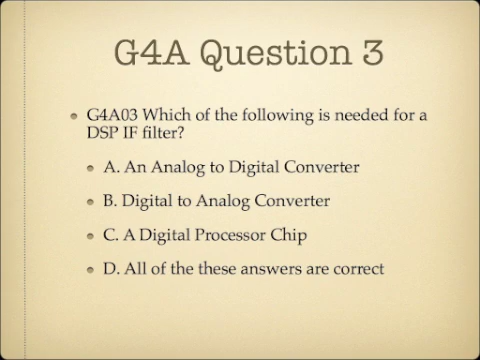 G4A Question 3
G4A03 Which of the following is needed for a
DSP IF filter?
A. An Analog to Digital Converter
B. Digital to Analog Converter
C. A Digital Processor Chip
D. All of the these answers are correct